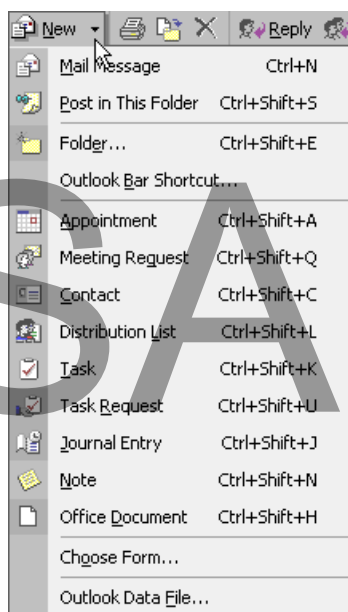 New Reply
Mail Message Ctrl+N
Post in This Folder Ctrl+Shift+S
Folder... Ctrl+Shift+E
Outlook Bar Shortcut...
Appointment Ctrl+Shift+A
Meeting Request Ctrl+Shift+Q
Contact Ctrl+Shift+C
Distribution List Ctrl+Shift+L
Task Ctrl+Shift+K
Task Request Ctrl+Shift+U
Journal Entry Ctrl+Shift+J
Note Ctrl+Shift+N
Office Document Ctrl+Shift+H
Choose Form...
Outlook Data File...
SA